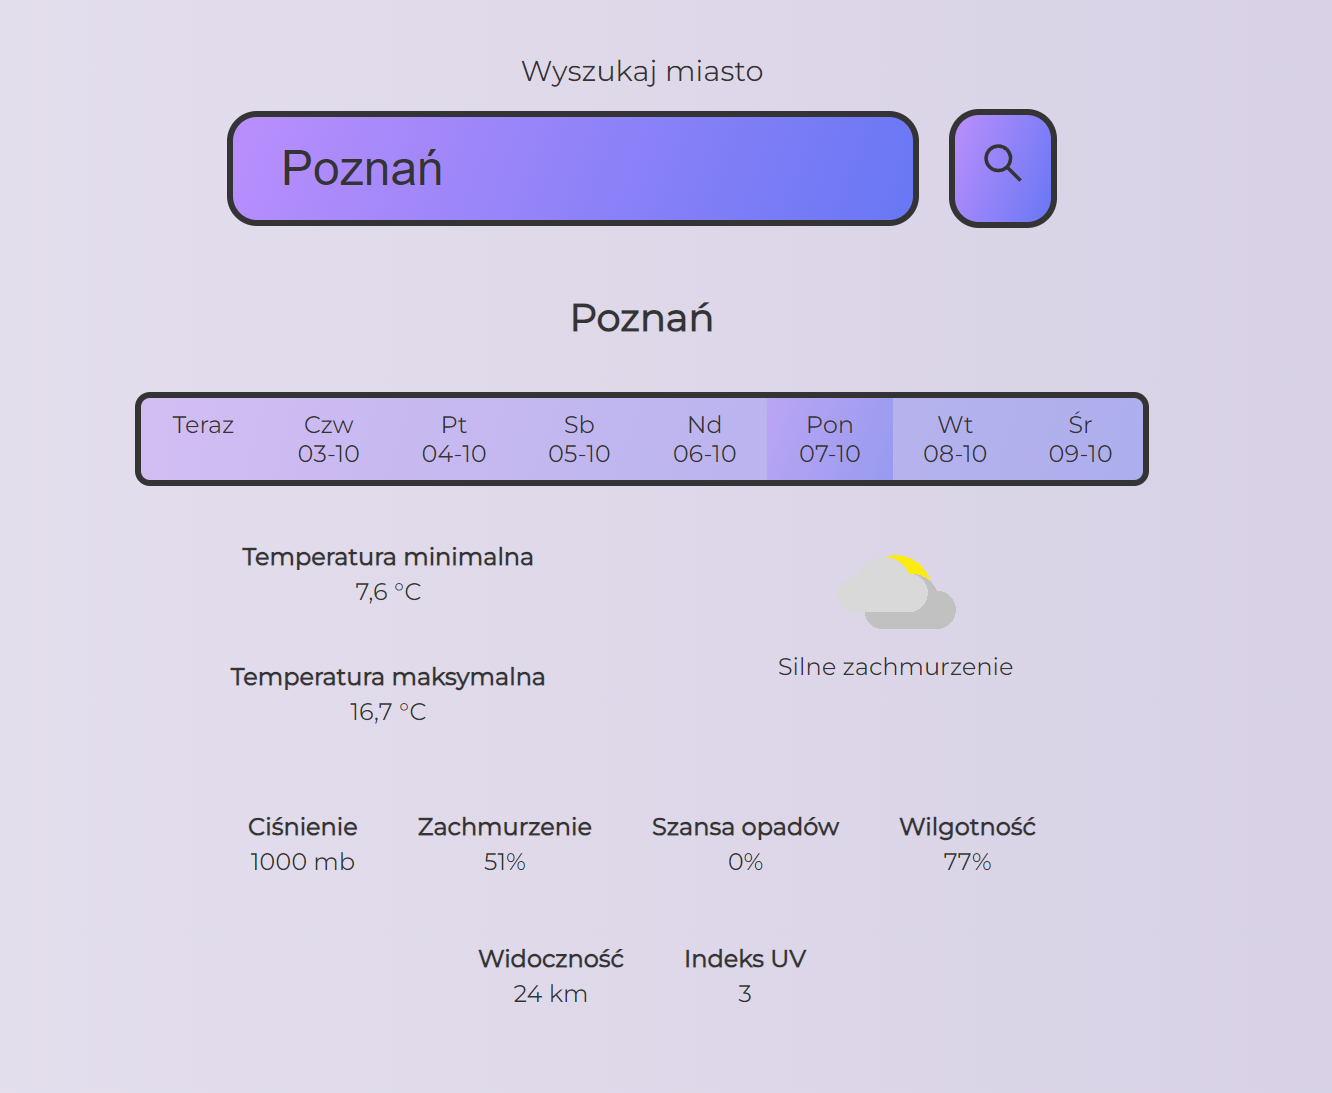 Wyszukaj miasto
Poznań
Poznań
Teraz Czw Pt Sb Nd Pon Wt Śr
03-10 04-10 05-10 06-10 07-10 08-10 09-10
Temperatura minimalna
7,6 °C
Silne zachmurzenie
Temperatura maksymalna
16,7 °C
Ciśnienie Zachmurzenie Szansa opadów Wilgotność
1000 mb 51% 0% 77%
Widoczność Indeks UV
24 km 3